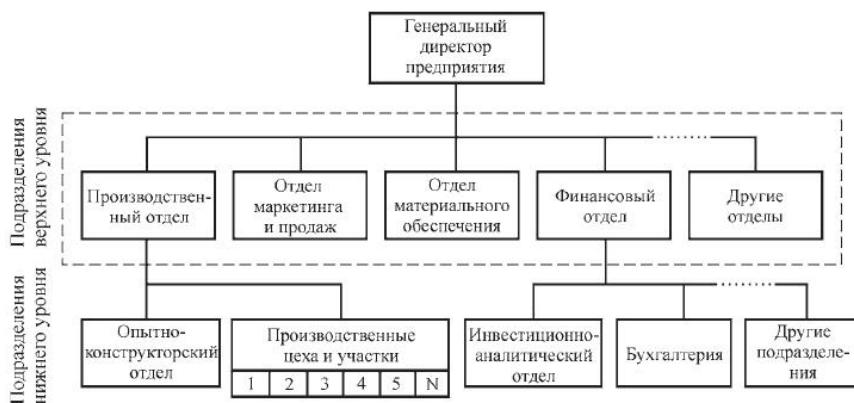 Генеральный
директор
предприятия
Подразделения
верхнего уровня
Производствен-
ный отдел
Отдел
маркетинга
и продаж
Отдел
материального
обеспечения
Финансовый
отдел
Другие
отделы
Подразделения
нижнего уровня
Опытно-
конструкторский
отдел
Производственные
цеха и участки
1 2 3 4 5 N
Инвестиционно-
аналитический
отдел
Бухгалтерия
Другие
подразделе-
ния